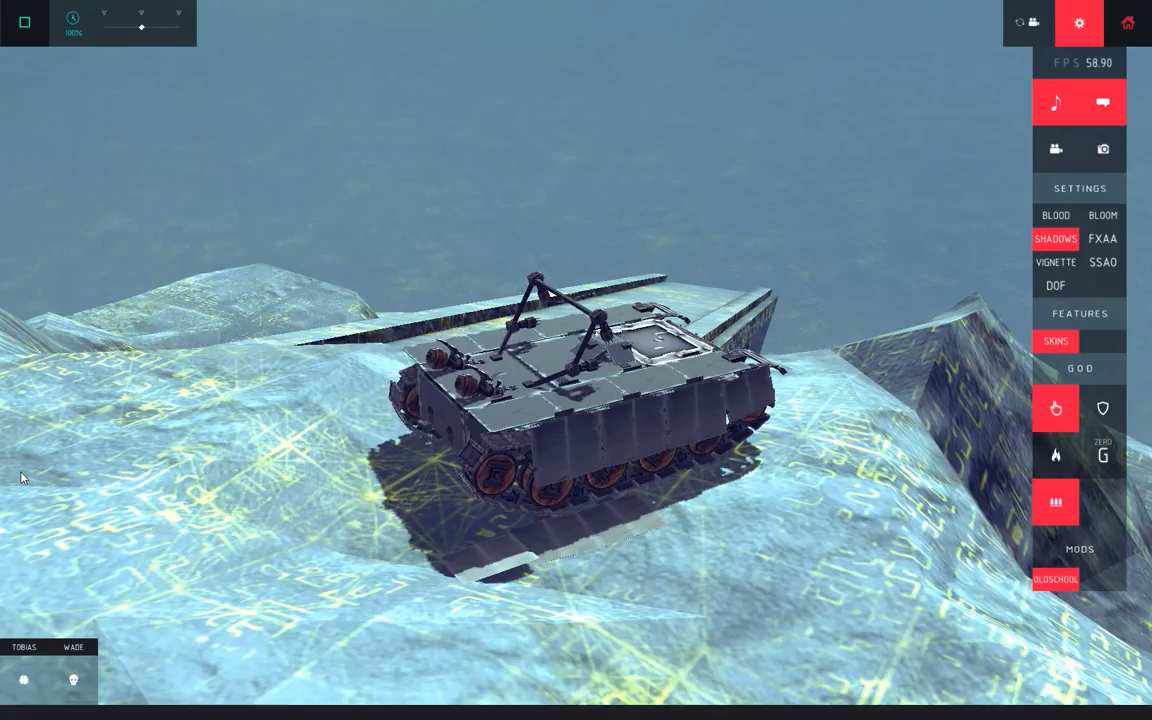 100%
FPS 58.90
SETTINGS
BLOOD BLOOM
SHADOWS FXAA
VIGNETTE SSAO
DOF
FEATURES
SKINS
GOD
ZERO
G
MODS
OLDSCHOOL
TOBIAS WADE